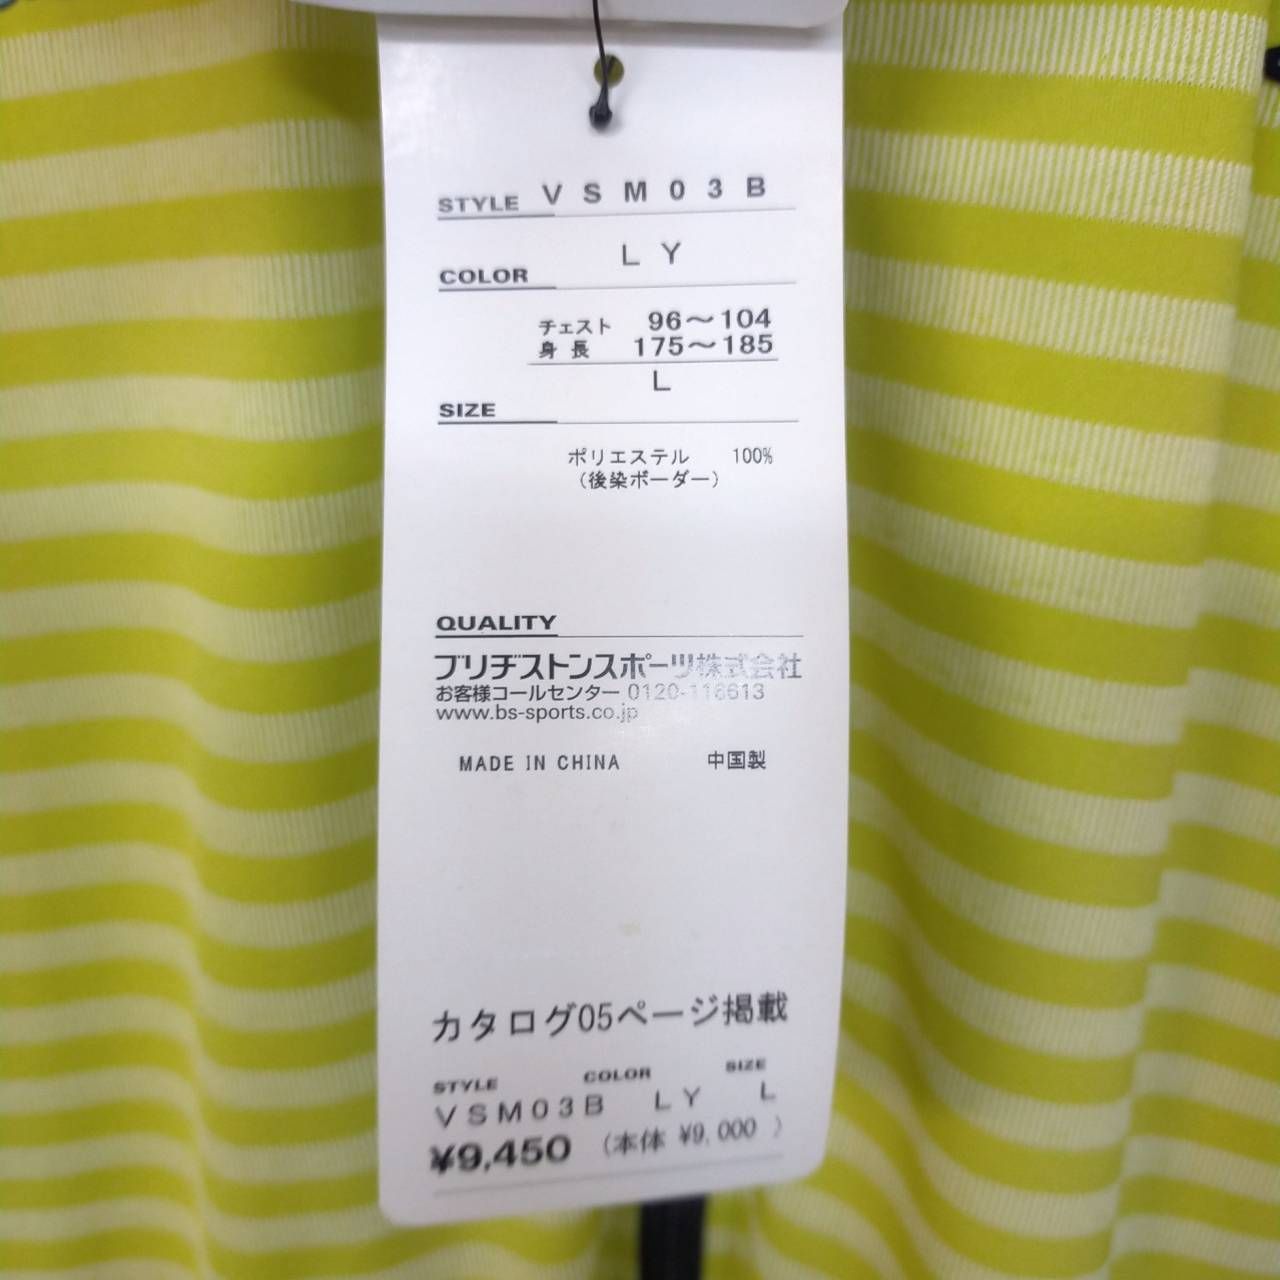 STYLE VSM03B
LY
COLOR
チェスト 96～104
身長 175～185
L
SIZE
ポリエステル 100%
(後染ボーダー)
QUALITY
ブリヂストンスポーツ株式会社
お客様コールセンター 0120-116613
www.bs-sports.co.jp
MADE IN CHINA 中国製
カタログ05ページ掲載
STYLE COLOR SIZE
VSM03B LY L
¥9,450 (本体 ¥9,000 )